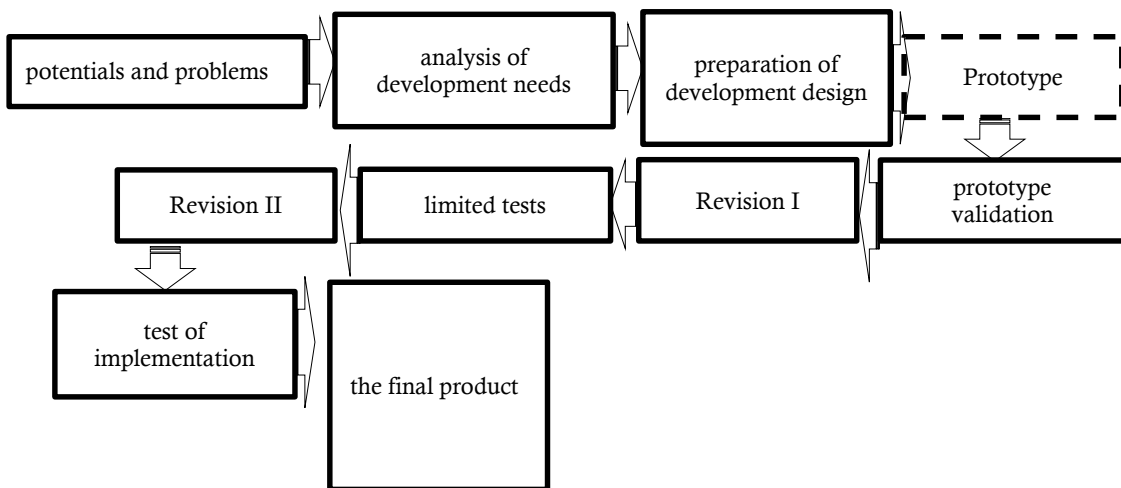 potentials and problems
analysis of
development needs
preparation of
development design
Prototype
Revision II
limited tests
Revision I
prototype
validation
test of
implementation
the final product